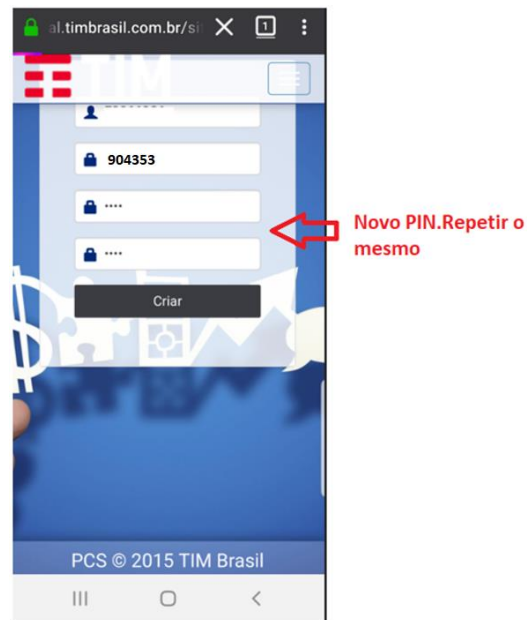 al.timbrasil.com.br/si
1
TIM
904353
····
····
Criar
Novo PIN.Repetir o
mesmo
PCS © 2015 TIM Brasil